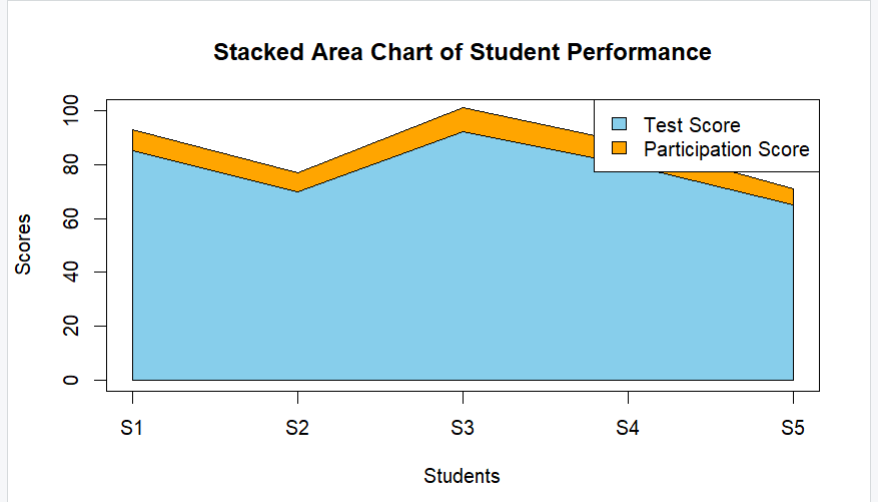 Stacked Area Chart of Student Performance
Test Score
Participation Score
Scores
100
80
60
40
20
0
S1 S2 S3 S4 S5
Students